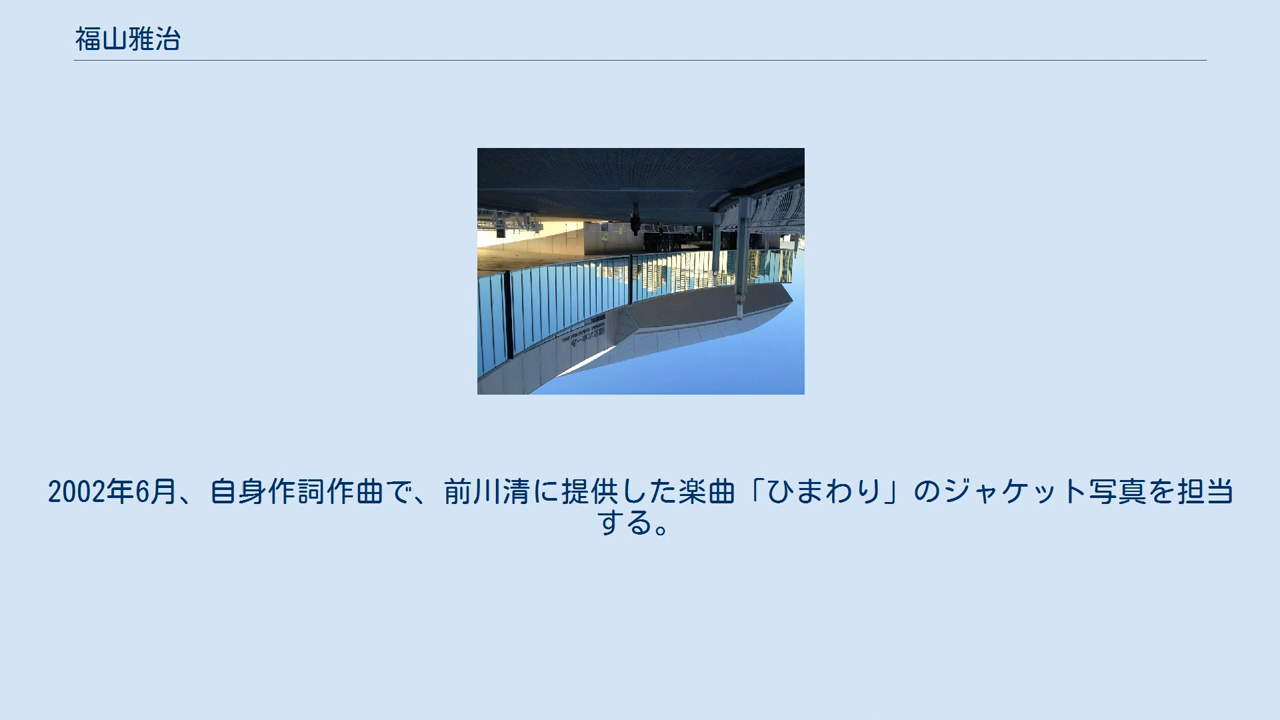 福山雅治
2002年6月、自身作詞作曲で、前川清に提供した楽曲「ひまわり」のジャケット写真を担当
する。